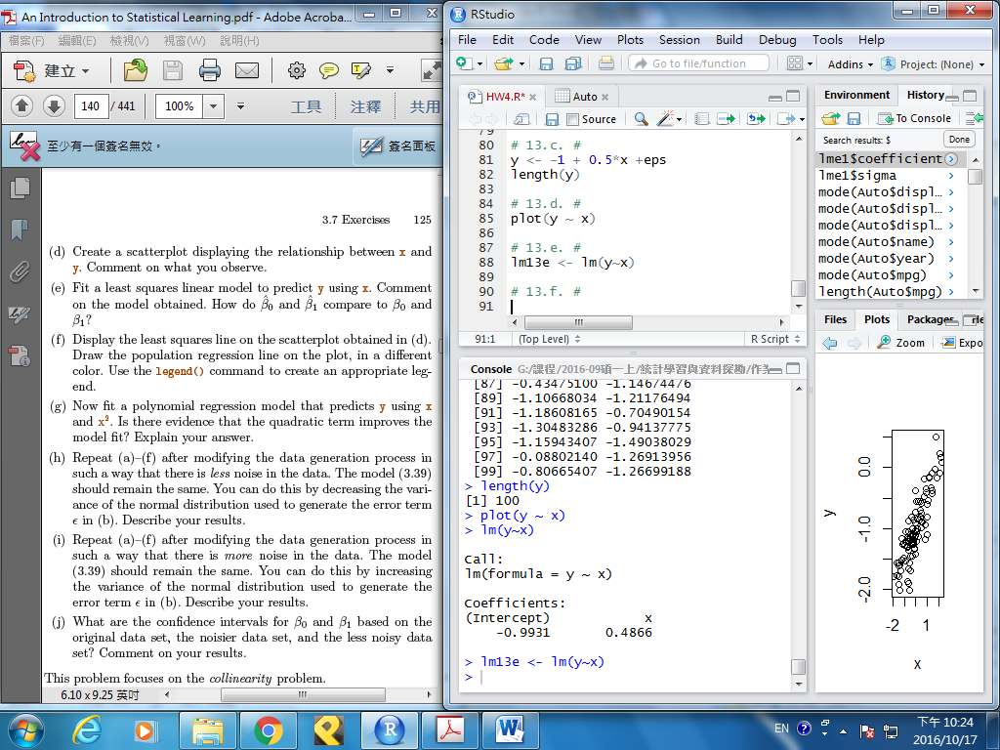 An Introduction to Statistical Learning.pdf - Adobe Acroba...
檔案(F) 編輯(E) 檢視(V) 視窗(W) 說明(H)
建立
140 / 441 100% 工具 註釋 共用
至少有一個簽名無效。 簽名面板
3.7 Exercises 125
(d) Create a scatterplot displaying the relationship between x and
y. Comment on what you observe.
(e) Fit a least squares linear model to predict y using x. Comment
on the model obtained. How do β̂0 and β̂1 compare to β0 and
β1?
(f) Display the least squares line on the scatterplot obtained in (d).
Draw the population regression line on the plot, in a different
color. Use the legend() command to create an appropriate leg-
end.
(g) Now fit a polynomial regression model that predicts y using x
and x². Is there evidence that the quadratic term improves the
model fit? Explain your answer.
(h) Repeat (a)–(f) after modifying the data generation process in
such a way that there is less noise in the data. The model (3.39)
should remain the same. You can do this by decreasing the vari-
ance of the normal distribution used to generate the error term
ϵ in (b). Describe your results.
(i) Repeat (a)–(f) after modifying the data generation process in
such a way that there is more noise in the data. The model
(3.39) should remain the same. You can do this by increasing
the variance of the normal distribution used to generate the
error term ϵ in (b). Describe your results.
(j) What are the confidence intervals for β0 and β1 based on the
original data set, the noisier data set, and the less noisy data
set? Comment on your results.
This problem focuses on the collinearity problem.
6.10 x 9.25 英吋
RStudio
File Edit Code View Plots Session Build Debug Tools Help
Go to file/function Addins Project: (None)
HW4.R* Auto
Source
79
80 # 13.c. #
81 y <- -1 + 0.5*x +eps
82 length(y)
83
84 # 13.d. #
85 plot(y ~ x)
86
87 # 13.e. #
88 lm13e <- lm(y~x)
89
90 # 13.f. #
91
91:1 (Top Level) R Script
Console G:/課程/2016-09碩一上/統計學習與資料探勘/作
[87] -0.43475100 -1.14674476
[89] -1.10668034 -1.21176494
[91] -1.18608165 -0.70490154
[93] -1.30483286 -0.94137775
[95] -1.15943407 -1.49038029
[97] -0.08802140 -1.26913956
[99] -0.80665407 -1.26699188
> length(y)
[1] 100
> plot(y ~ x)
> lm(y~x)
Call:
lm(formula = y ~ x)
Coefficients:
(Intercept) x
-0.9931 0.4866
> lm13e <- lm(y~x)
>
Environment History
To Console
Search results: $ Done
lme1$coefficient
lme1$sigma
mode(Auto$displ...
mode(Auto$displ...
mode(Auto$displ...
mode(Auto$name)
mode(Auto$year)
mode(Auto$mpg)
length(Auto$mpg)
Files Plots Packages
Zoom Expo
y
0.0
-1.0
-2.0
-2 1
x
EN 下午 10:24
2016/10/17